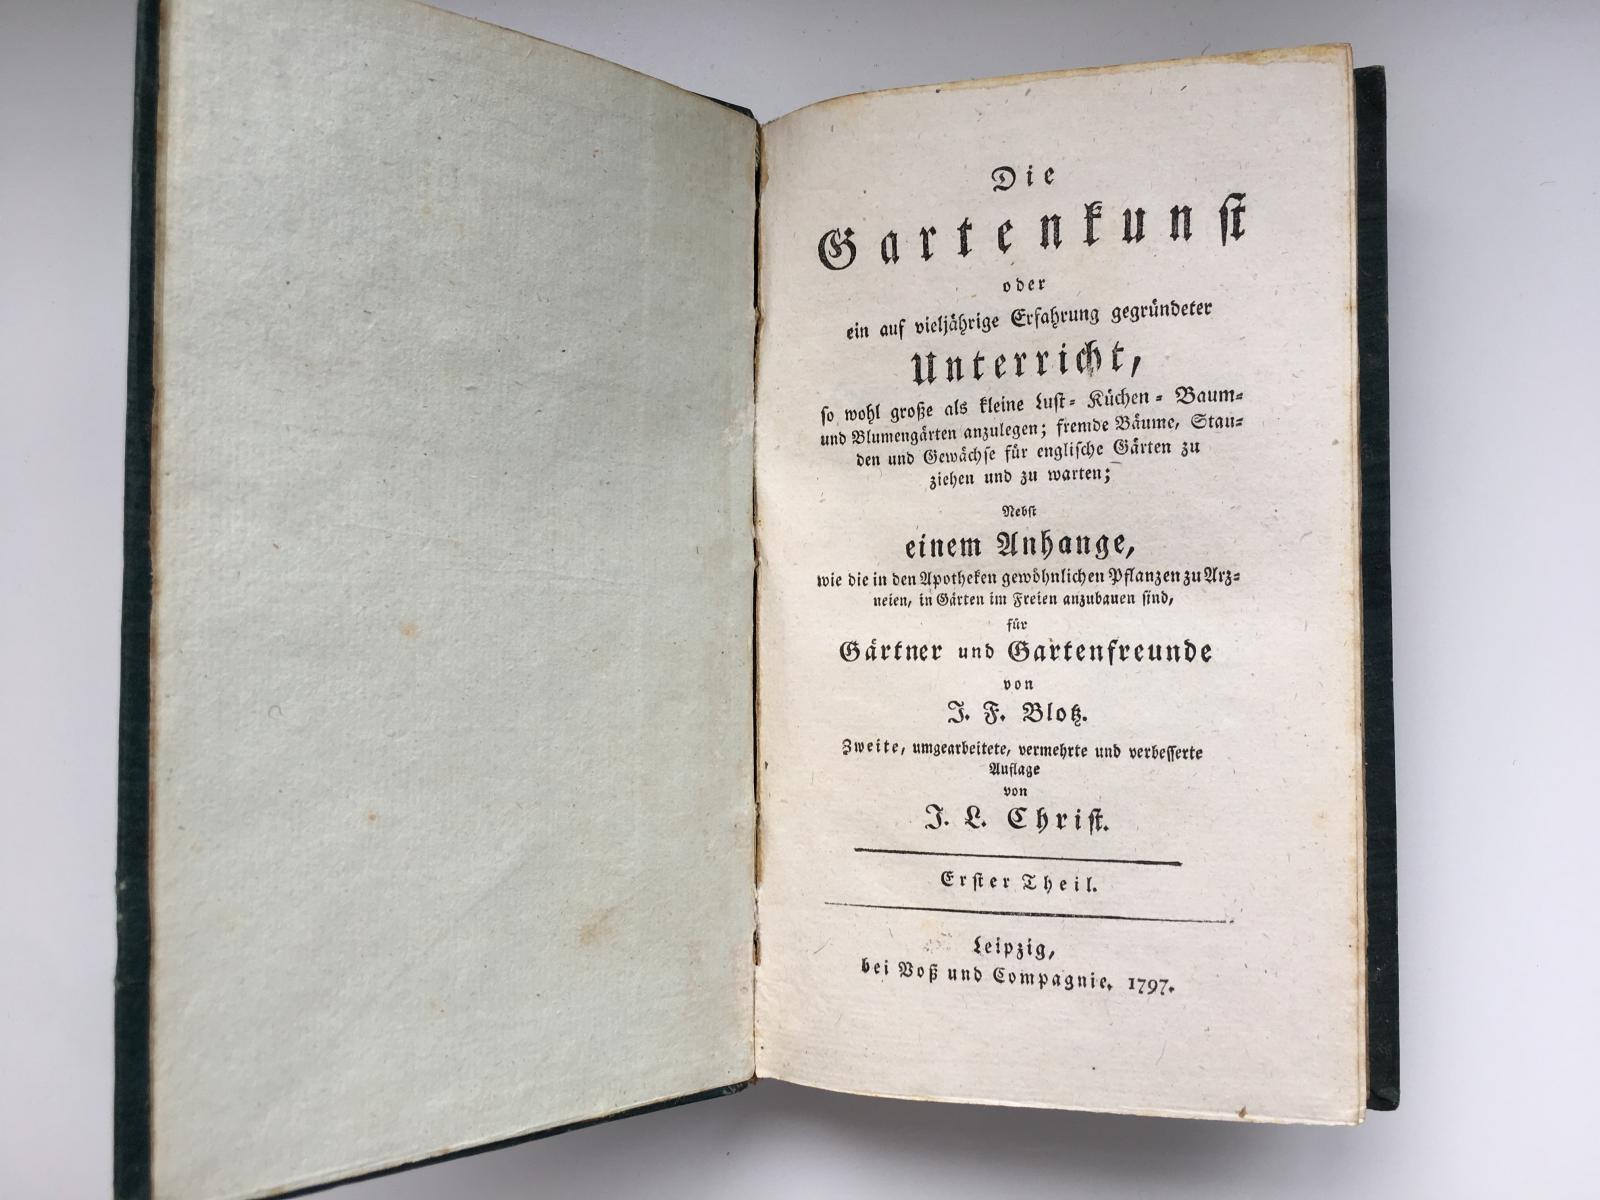 Die
Gartenkunst
oder
ein auf vieljährige Erfahrung gegründeter
Unterricht,
so wohl große als kleine Lust- Küchen- Baum-
und Blumengärten anzulegen; fremde Bäume, Stau-
den und Gewächse für englische Gärten zu
ziehen und zu warten;
Nebst
einem Anhange,
wie die in den Apotheken gewöhnlichen Pflanzen zu Arz-
neien, in Gärten im Freien anzubauen sind,
für
Gärtner und Gartenfreunde
von
J. F. Blotz.
Zweite, umgearbeitete, vermehrte und verbesserte
Auflage
von
J. L. Christ.
Erster Theil.
Leipzig,
bei Voß und Compagnie. 1797.